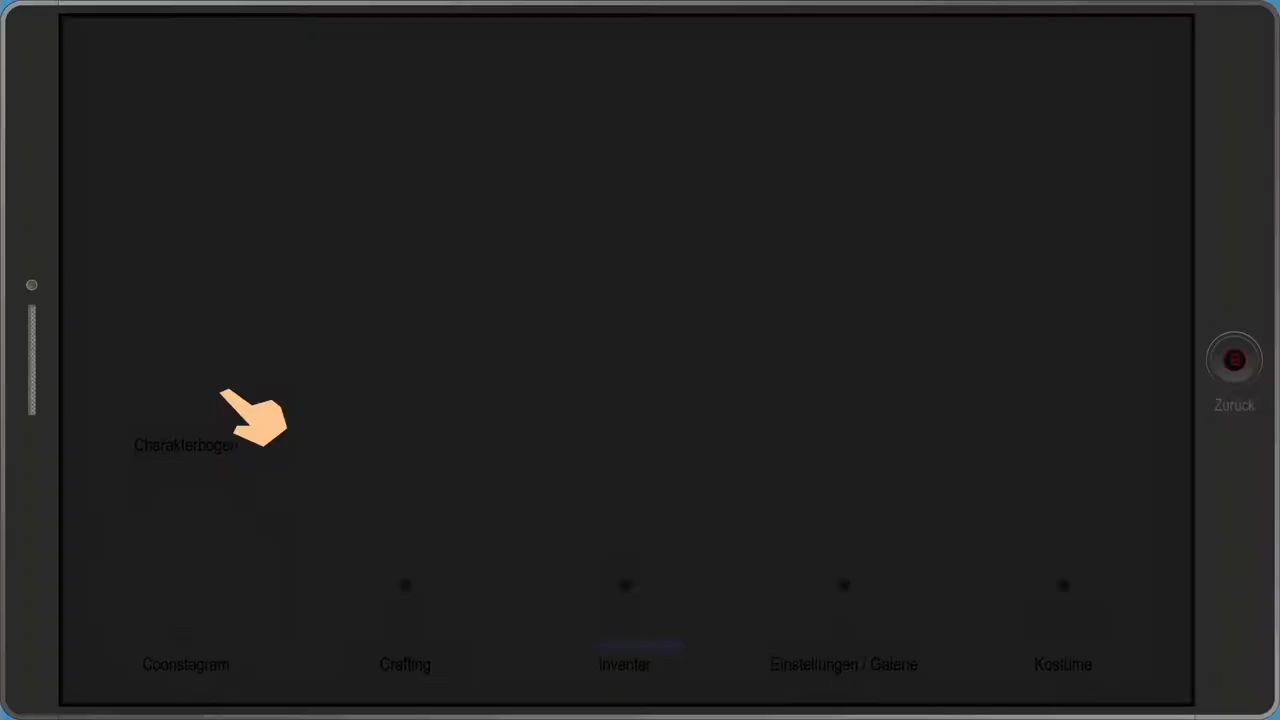 Zurück
Charakterbogen
Coonstagram
Crafting
Inventar
Einstellungen / Galerie
Kostüme